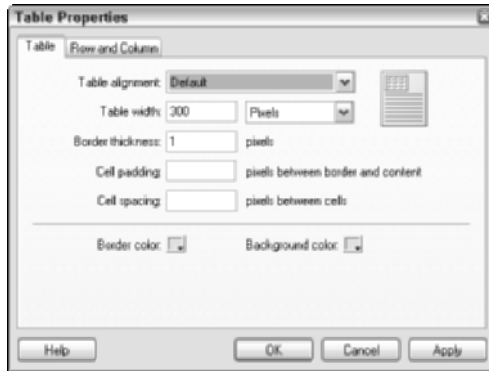 Table Properties
Table Row and Column
Table alignment: Default
Table width: 300 Pixels
Border thickness: 1 pixels
Cell padding: pixels between border and content
Cell spacing: pixels between cells
Border color: Background color:
Help OK Cancel Apply